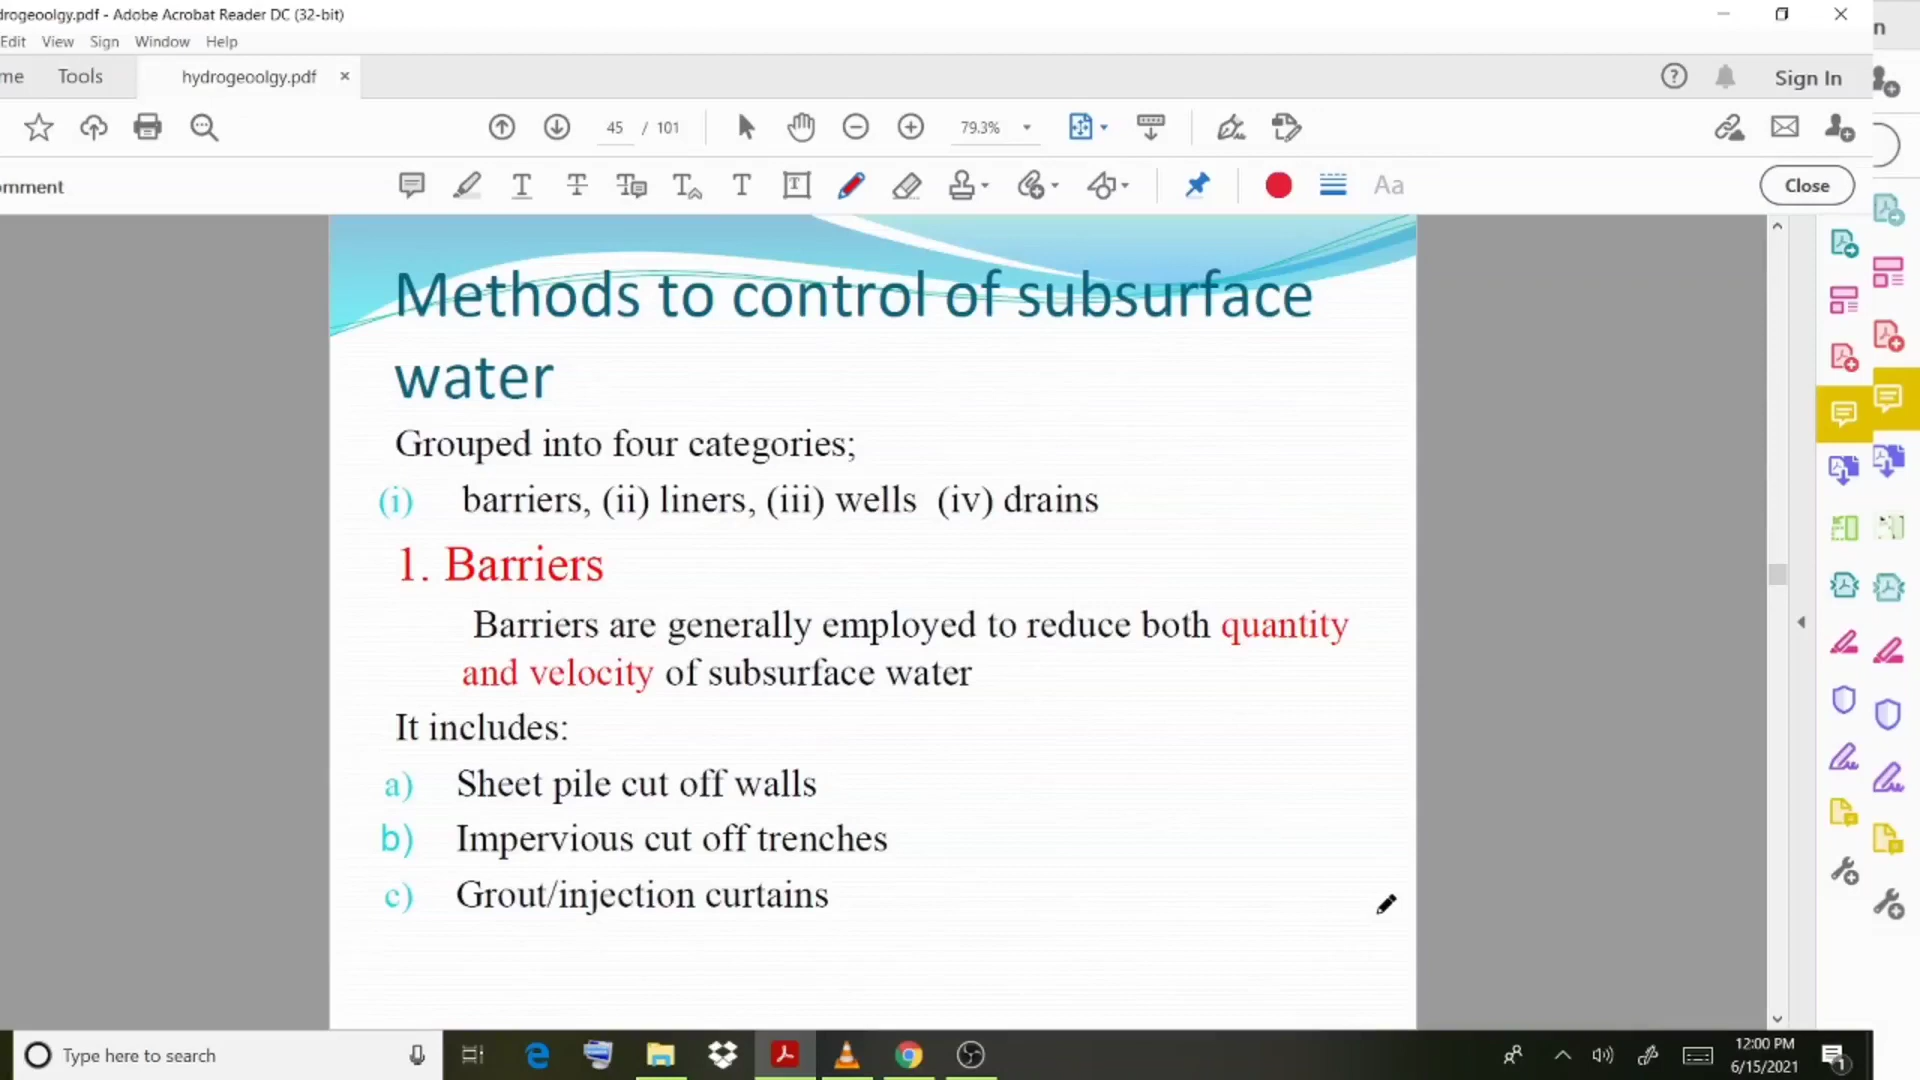 drogeoolgy.pdf - Adobe Acrobat Reader DC (32-bit)
Edit View Sign Window Help
me Tools hydrogeoolgy.pdf × Sign In
45 / 101 79.3%
omment Aa Close
Methods to control of subsurface
water
Grouped into four categories;
(i) barriers, (ii) liners, (iii) wells (iv) drains
1. Barriers
Barriers are generally employed to reduce both quantity
and velocity of subsurface water
It includes:
a) Sheet pile cut off walls
b) Impervious cut off trenches
c) Grout/injection curtains
Type here to search
12:00 PM
6/15/2021
1
n